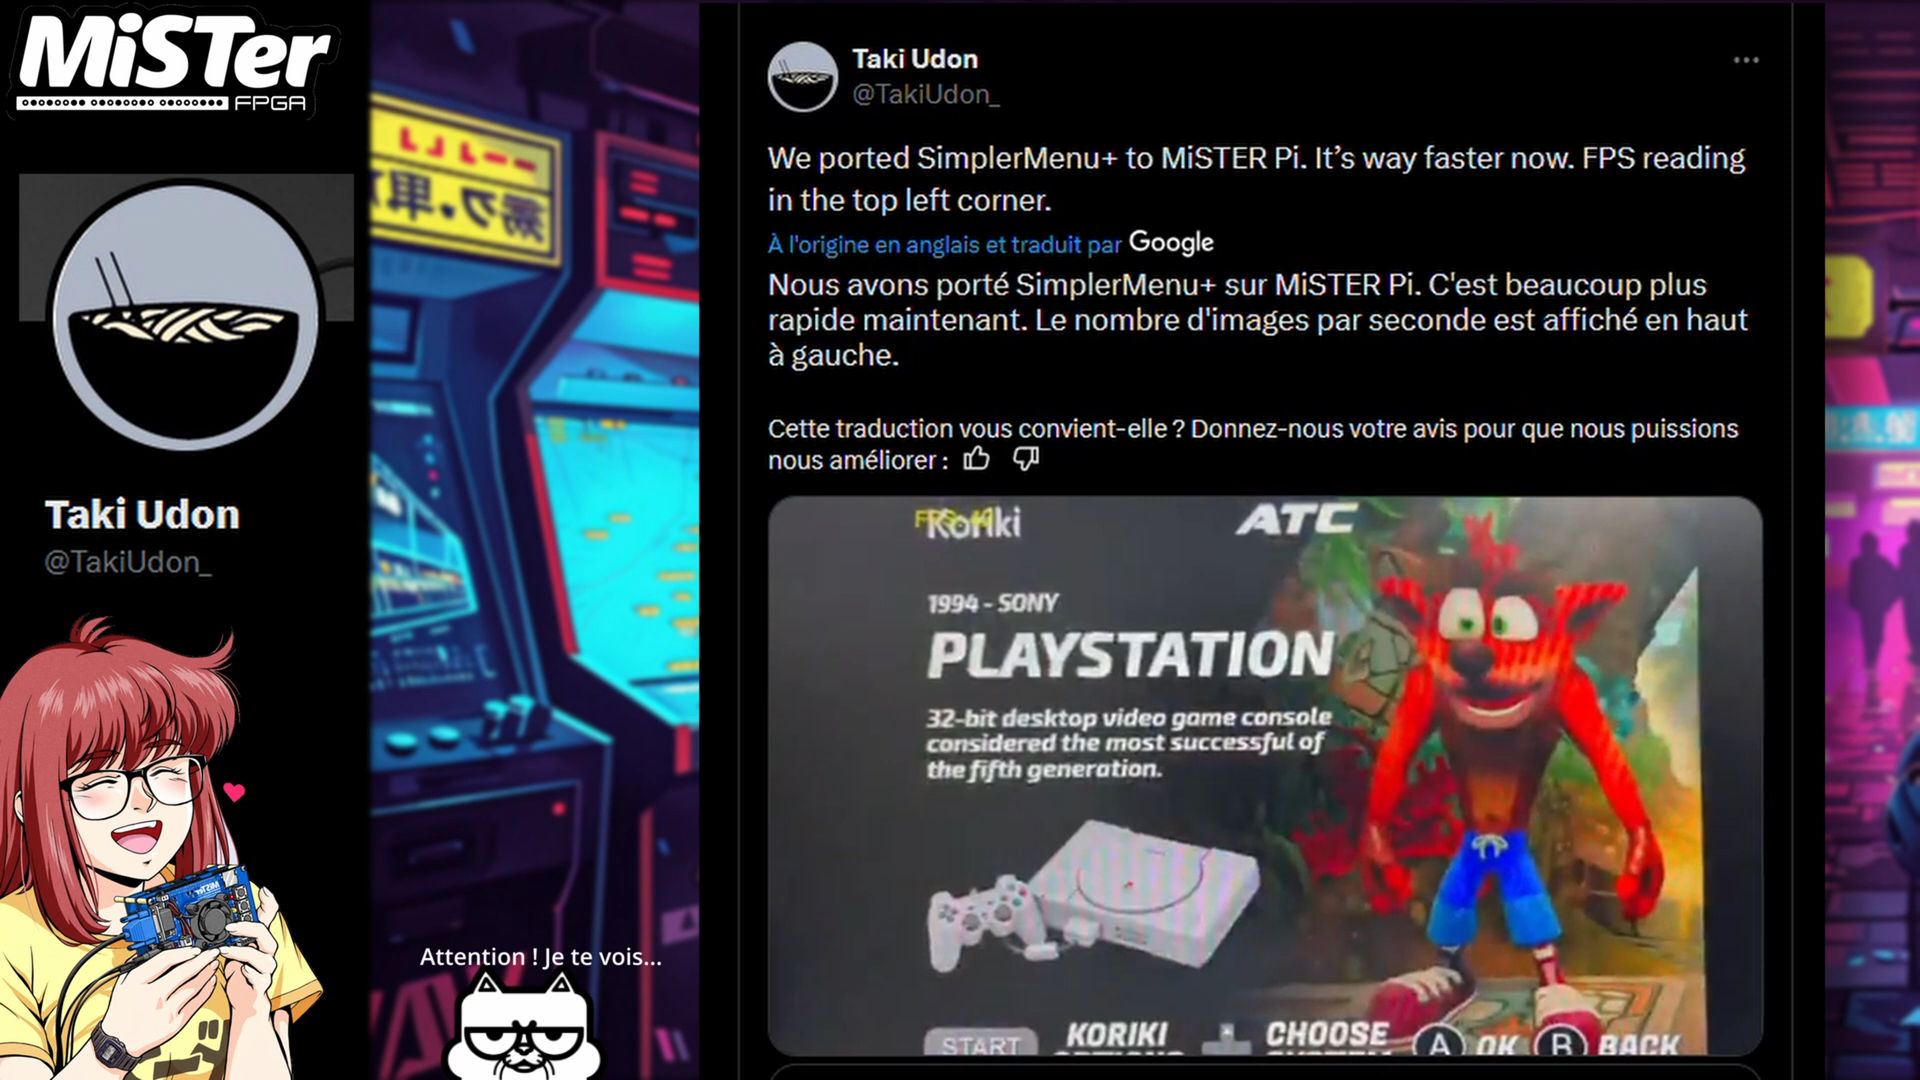 MiSTer
FPGA
Taki Udon
@TakiUdon_
We ported SimplerMenu+ to MiSTER Pi. It’s way faster now. FPS reading
in the top left corner.
À l'origine en anglais et traduit par Google
Nous avons porté SimplerMenu+ sur MiSTER Pi. C'est beaucoup plus
rapide maintenant. Le nombre d'images par seconde est affiché en haut
à gauche.
Cette traduction vous convient-elle ? Donnez-nous votre avis pour que nous puissions
nous améliorer :
Koriki
ATC
1994 - SONY
PLAYSTATION
32-bit desktop video game console
considered the most successful of
the fifth generation.
START
KORIKI
OPTIONS
CHOOSE
SYSTEM
A OK B BACK
Taki Udon
@TakiUdon_
Attention ! Je te vois...
MiSTer